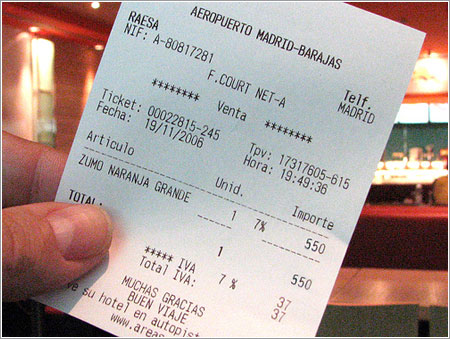 AEROPUERTO MADRID-BARAJAS
RAESA Telf.
NIF: A-80817281 MADRID
F.COURT NET-A
******** Venta ********
Ticket: 00022815-245 Tpv: 17317605-615
Fecha: 19/11/2006 Hora: 19:49:36
Articulo Unid. Importe
ZUMO NARANJA GRANDE 1 7% 550
TOTAL: 1 550
***** IVA 7 % 37
Total IVA: 37
MUCHAS GRACIAS
BUEN VIAJE
su hotel en autopist
www.areas